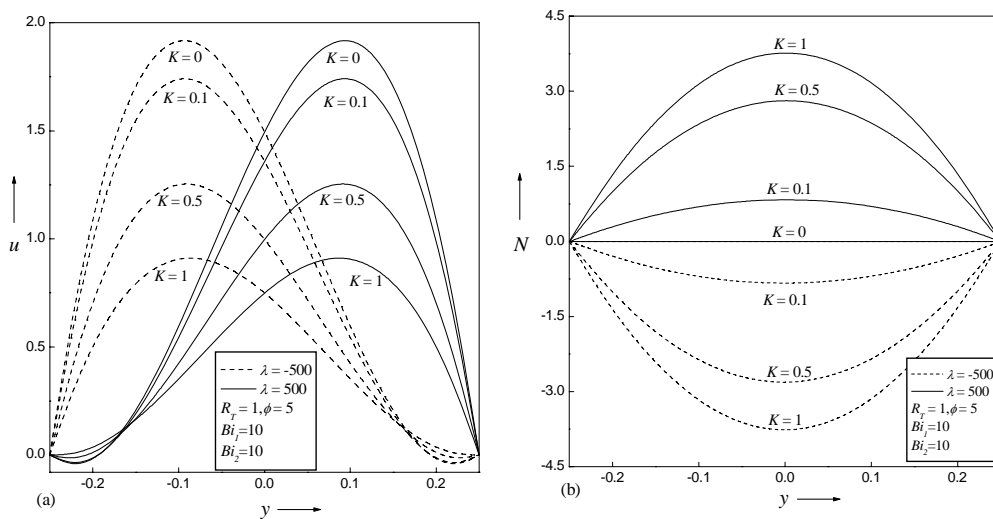 2.0
1.5
1.0
0.5
0.0
u
K = 0
K = 0.1
K = 0.5
K = 1
K = 0
K = 0.1
K = 0.5
K = 1
λ = -500
λ = 500
R_T = 1, ϕ = 5
Bi_1=10
Bi_2=10
-0.2 -0.1 0.0 0.1 0.2
(a)
y
4.5
3.0
1.5
0.0
-1.5
-3.0
-4.5
N
K = 1
K = 0.5
K = 0.1
K = 0
K = 0.1
K = 0.5
K = 1
λ = -500
λ = 500
R_T = 1, ϕ = 5
Bi_1=10
Bi_2=10
-0.2 -0.1 0.0 0.1 0.2
(b)
y